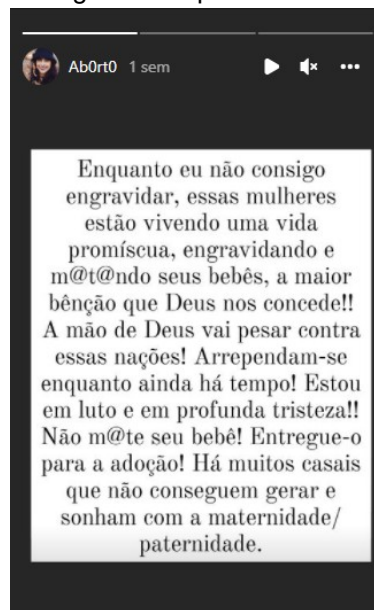 Ab0rt0 1 sem
Enquanto eu não consigo
engravidar, essas mulheres
estão vivendo uma vida
promíscua, engravidando e
m@t@ndo seus bebês, a maior
bênção que Deus nos concede!!
A mão de Deus vai pesar contra
essas nações! Arrependam-se
enquanto ainda há tempo! Estou
em luto e em profunda tristeza!!
Não m@te seu bebê! Entregue-o
para a adoção! Há muitos casais
que não conseguem gerar e
sonham com a maternidade/
paternidade.